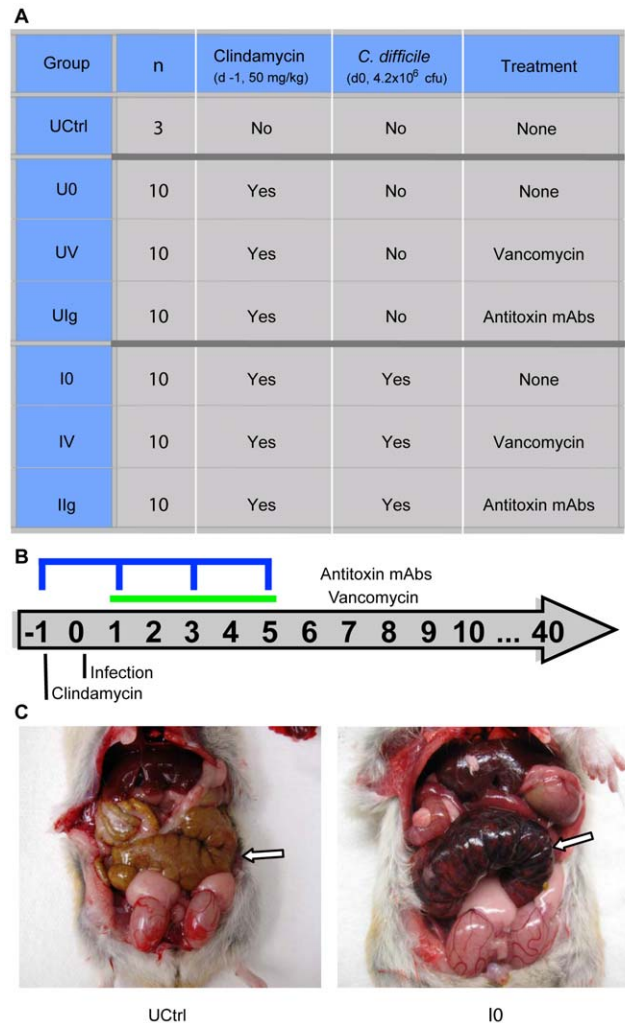 A
Group n Clindamycin (d -1, 50 mg/kg) C. difficile (d0, 4.2x10⁶ cfu) Treatment
UCtrl 3 No No None
U0 10 Yes No None
UV 10 Yes No Vancomycin
UIg 10 Yes No Antitoxin mAbs
I0 10 Yes Yes None
IV 10 Yes Yes Vancomycin
IIg 10 Yes Yes Antitoxin mAbs
B
Antitoxin mAbs
Vancomycin
-1 0 1 2 3 4 5 6 7 8 9 10 ... 40
Infection
Clindamycin
C
UCtrl I0